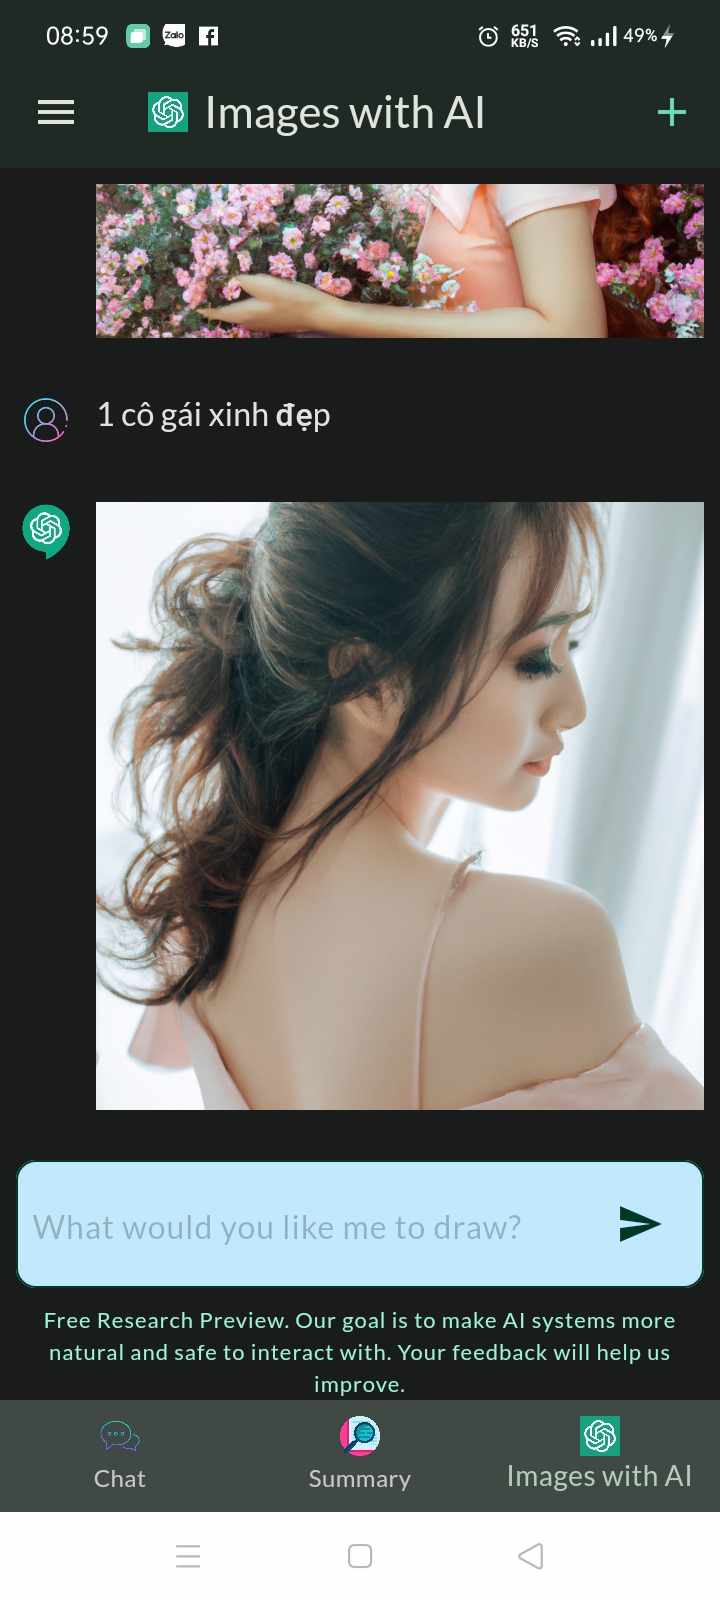 08:59
Zalo
651
KB/S
49%
Images with AI
1 cô gái xinh đẹp
What would you like me to draw?
Free Research Preview. Our goal is to make AI systems more
natural and safe to interact with. Your feedback will help us
improve.
Chat
Summary
Images with AI